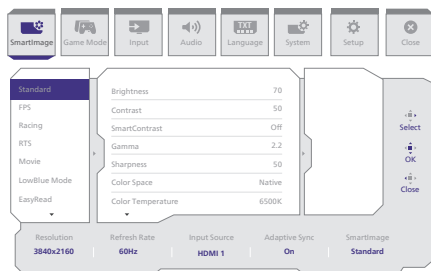 TXT
SmartImage Game Mode Input Audio Language System Setup Close
Standard
FPS
Racing
RTS
Movie
LowBlue Mode
EasyRead
Brightness 70
Contrast 50
SmartContrast Off
Gamma 2.2
Sharpness 50
Color Space Native
Color Temperature 6500K
Select
OK
Close
Resolution Refresh Rate Input Source Adaptive Sync SmartImage
3840x2160 60Hz HDMI 1 On Standard